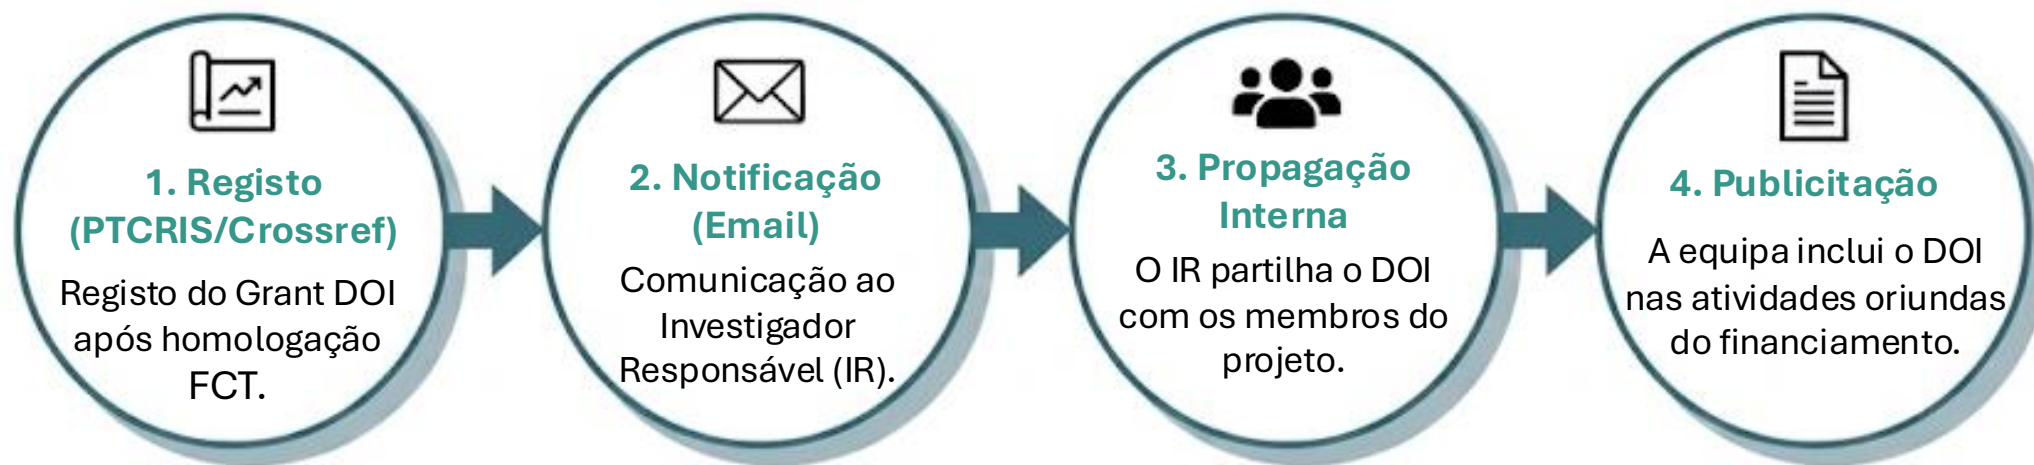 1. Registo
(PTCRIS/Crossref)
Registo do Grant DOI
após homologação
FCT.
2. Notificação
(Email)
Comunicação ao
Investigador
Responsável (IR).
3. Propagação
Interna
O IR partilha o DOI
com os membros do
projeto.
4. Publicitação
A equipa inclui o DOI
nas atividades oriundas
do financiamento.